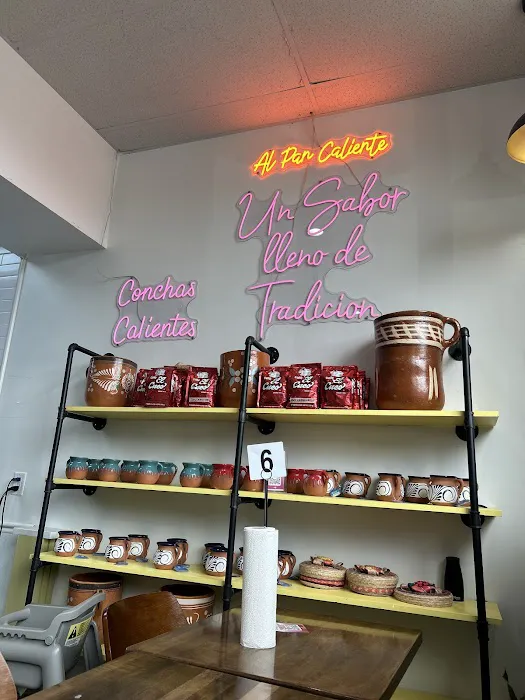 Al Pan Caliente
Un Sabor
lleno de
Tradicion
Conchas
Calientes
6